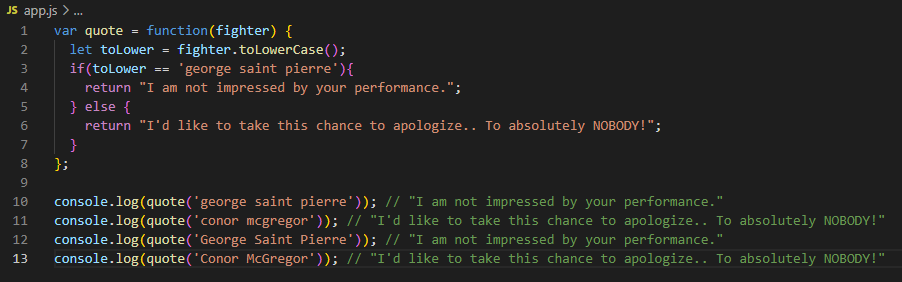 JS app.js > ...
1 var quote = function(fighter) {
2   let toLower = fighter.toLowerCase();
3   if(toLower == 'george saint pierre'){
4     return "I am not impressed by your performance.";
5   } else {
6     return "I'd like to take this chance to apologize.. To absolutely NOBODY!";
7   }
8 };
9
10 console.log(quote('george saint pierre')); // "I am not impressed by your performance."
11 console.log(quote('conor mcgregor')); // "I'd like to take this chance to apologize.. To absolutely NOBODY!"
12 console.log(quote('George Saint Pierre')); // "I am not impressed by your performance."
13 console.log(quote('Conor McGregor')); // "I'd like to take this chance to apologize.. To absolutely NOBODY!"